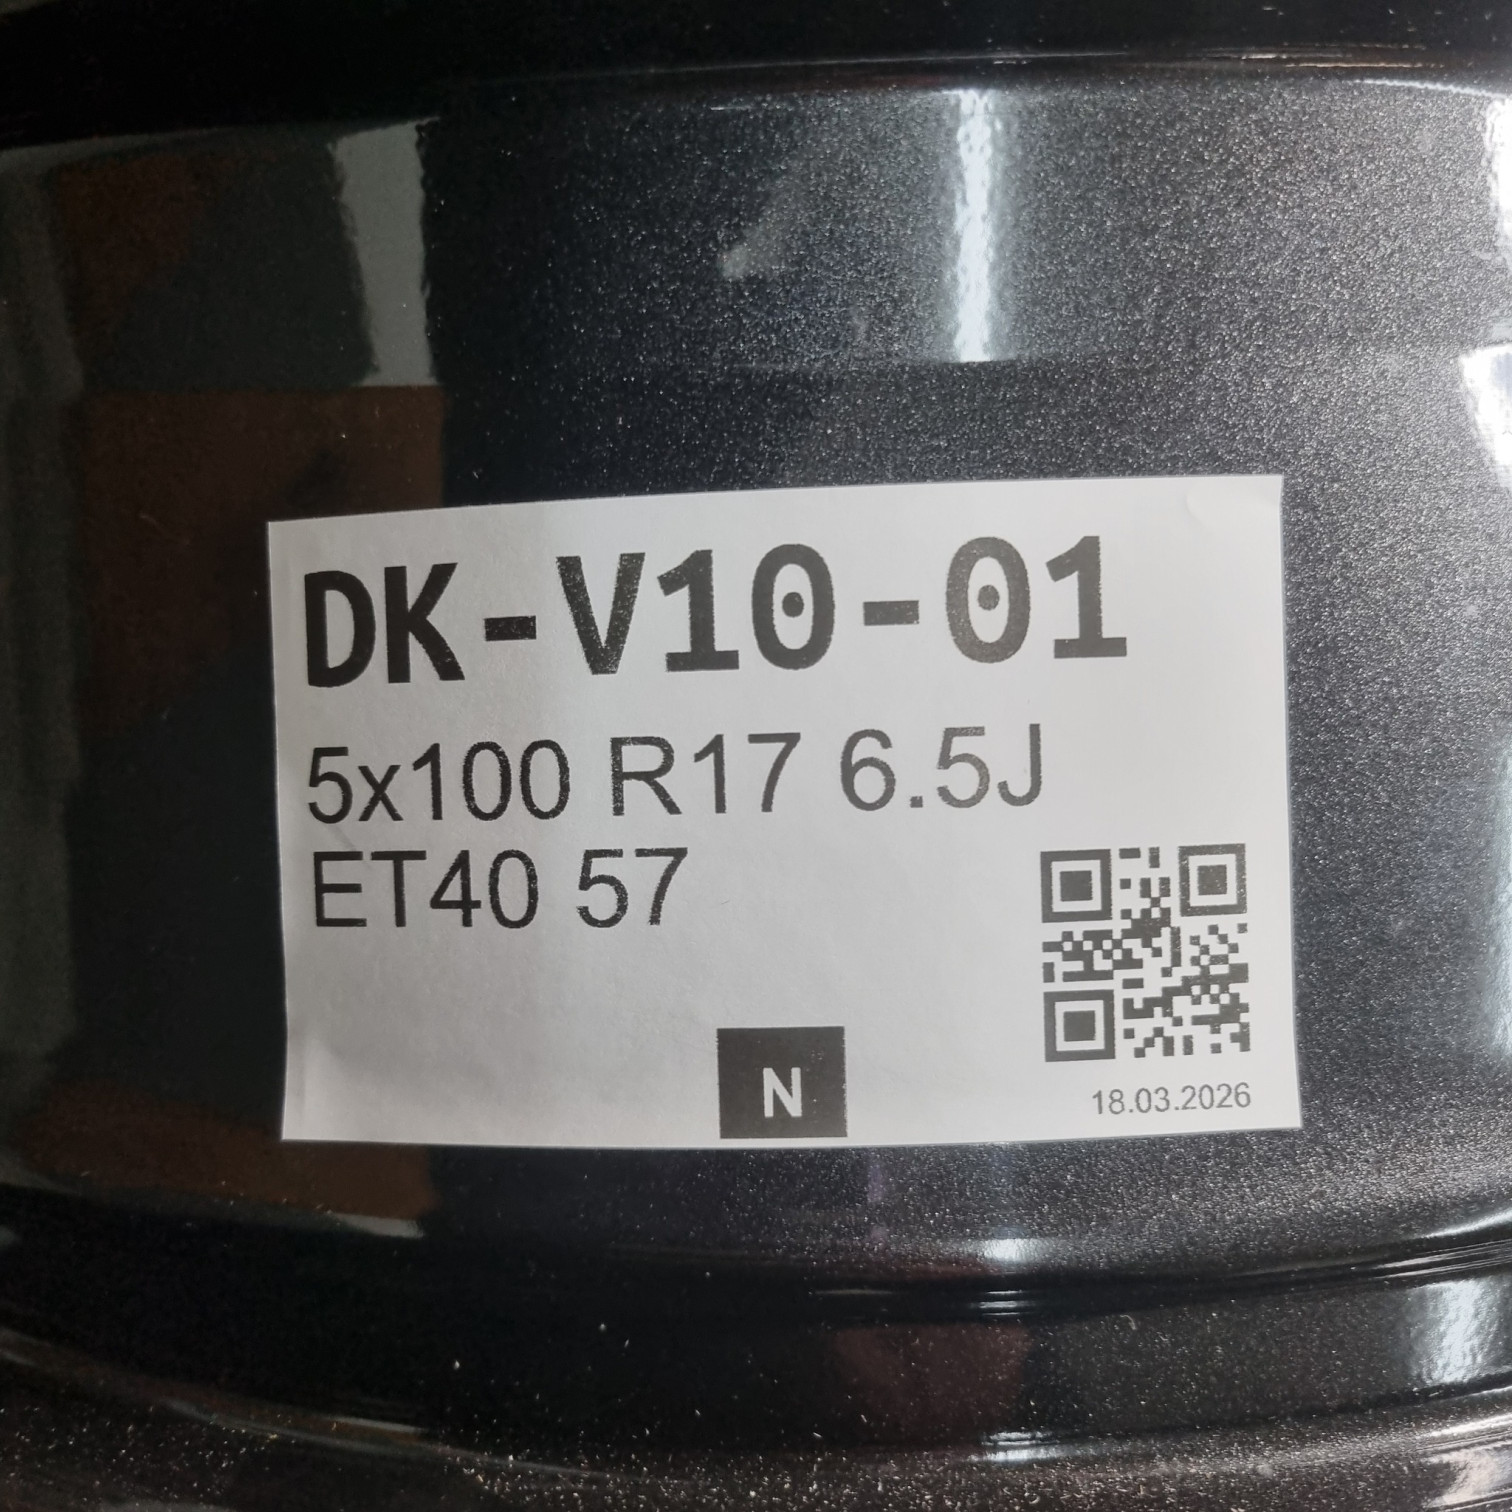 DK-V10-01
5x100 R17 6.5J
ET40 57
N
18.03.2026